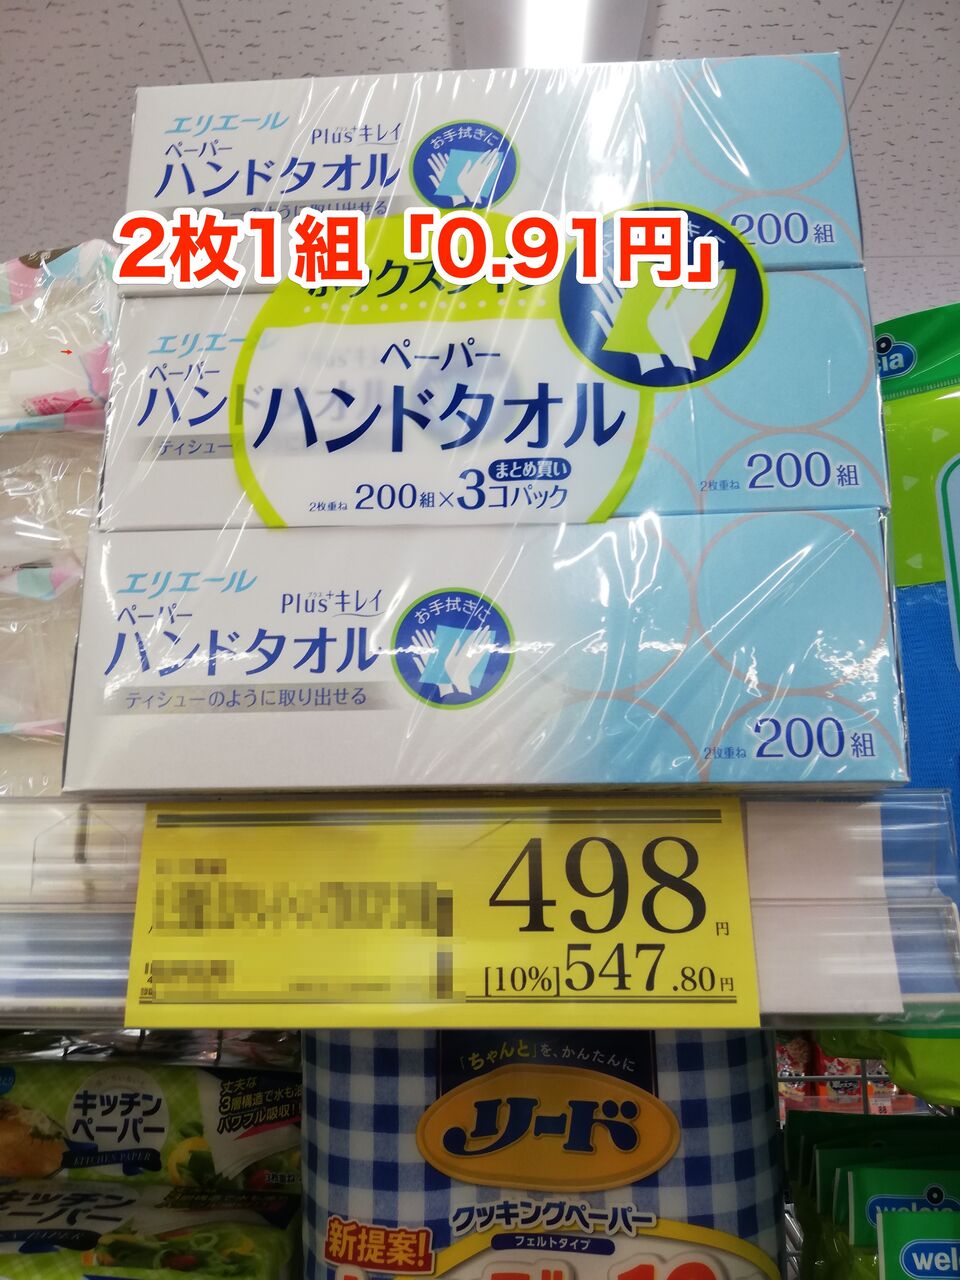 エリエール
Plus+キレイ
プラス
ペーパー
ハンドタオル
お手拭きに
200組
2枚1組「0.91円」
エリエール
ペーパー
ペーパー
ハンドタオル
まとめ買い
2枚重ね 200組×3コパック
2枚重ね 200組
エリエール
Plus+キレイ
プラス
ペーパー
ハンドタオル
お手拭きに
ティシューのように取り出せる
2枚重ね 200組
welcia
498円
[10%]547.80円
「ちゃんと」を、かんたんに
リード
クッキングペーパー
フェルトタイプ
新提案!
丈夫な
3層構造で水も油
パワフル吸収!
キッチン
ペーパー
KITCHEN PAPER
キッチン
ペーパー
welcia